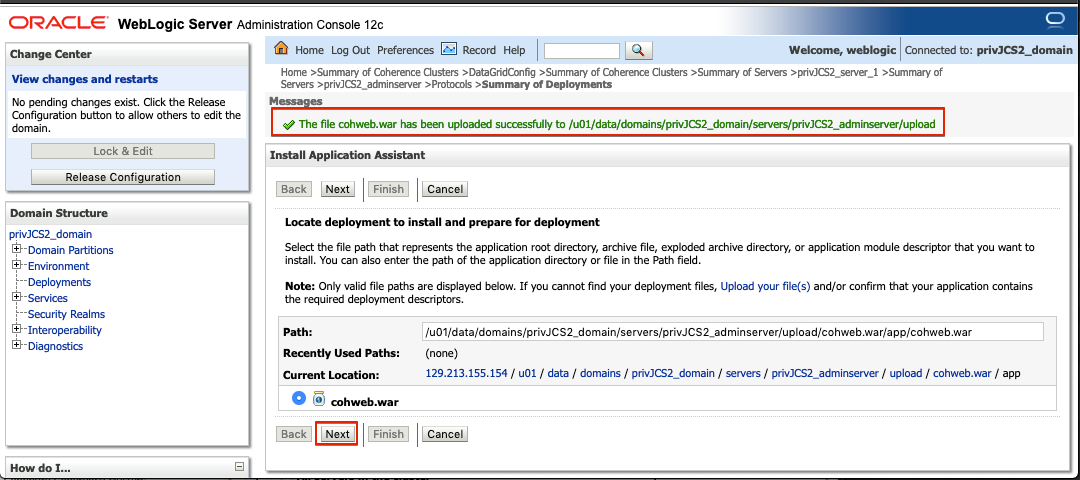 ORACLE® WebLogic Server Administration Console 12c
Change Center
View changes and restarts
No pending changes exist. Click the Release
Configuration button to allow others to edit the
domain.
Lock & Edit
Release Configuration
Domain Structure
privJCS2_domain
Domain Partitions
Environment
Deployments
Services
Security Realms
Interoperability
Diagnostics
How do I...
Home Log Out Preferences Record Help
Welcome, weblogic Connected to: privJCS2_domain
Home >Summary of Coherence Clusters >DataGridConfig >Summary of Coherence Clusters >Summary of Servers >privJCS2_server_1 >Summary of
Servers >privJCS2_adminserver >Protocols >Summary of Deployments
Messages
The file cohweb.war has been uploaded successfully to /u01/data/domains/privJCS2_domain/servers/privJCS2_adminserver/upload
Install Application Assistant
Back Next Finish Cancel
Locate deployment to install and prepare for deployment
Select the file path that represents the application root directory, archive file, exploded archive directory, or application module descriptor that you want to
install. You can also enter the path of the application directory or file in the Path field.
Note: Only valid file paths are displayed below. If you cannot find your deployment files, Upload your file(s) and/or confirm that your application contains
the required deployment descriptors.
Path: /u01/data/domains/privJCS2_domain/servers/privJCS2_adminserver/upload/cohweb.war/app/cohweb.war
Recently Used Paths: (none)
Current Location: 129.213.155.154 / u01 / data / domains / privJCS2_domain / servers / privJCS2_adminserver / upload / cohweb.war / app
cohweb.war
Back Next Finish Cancel